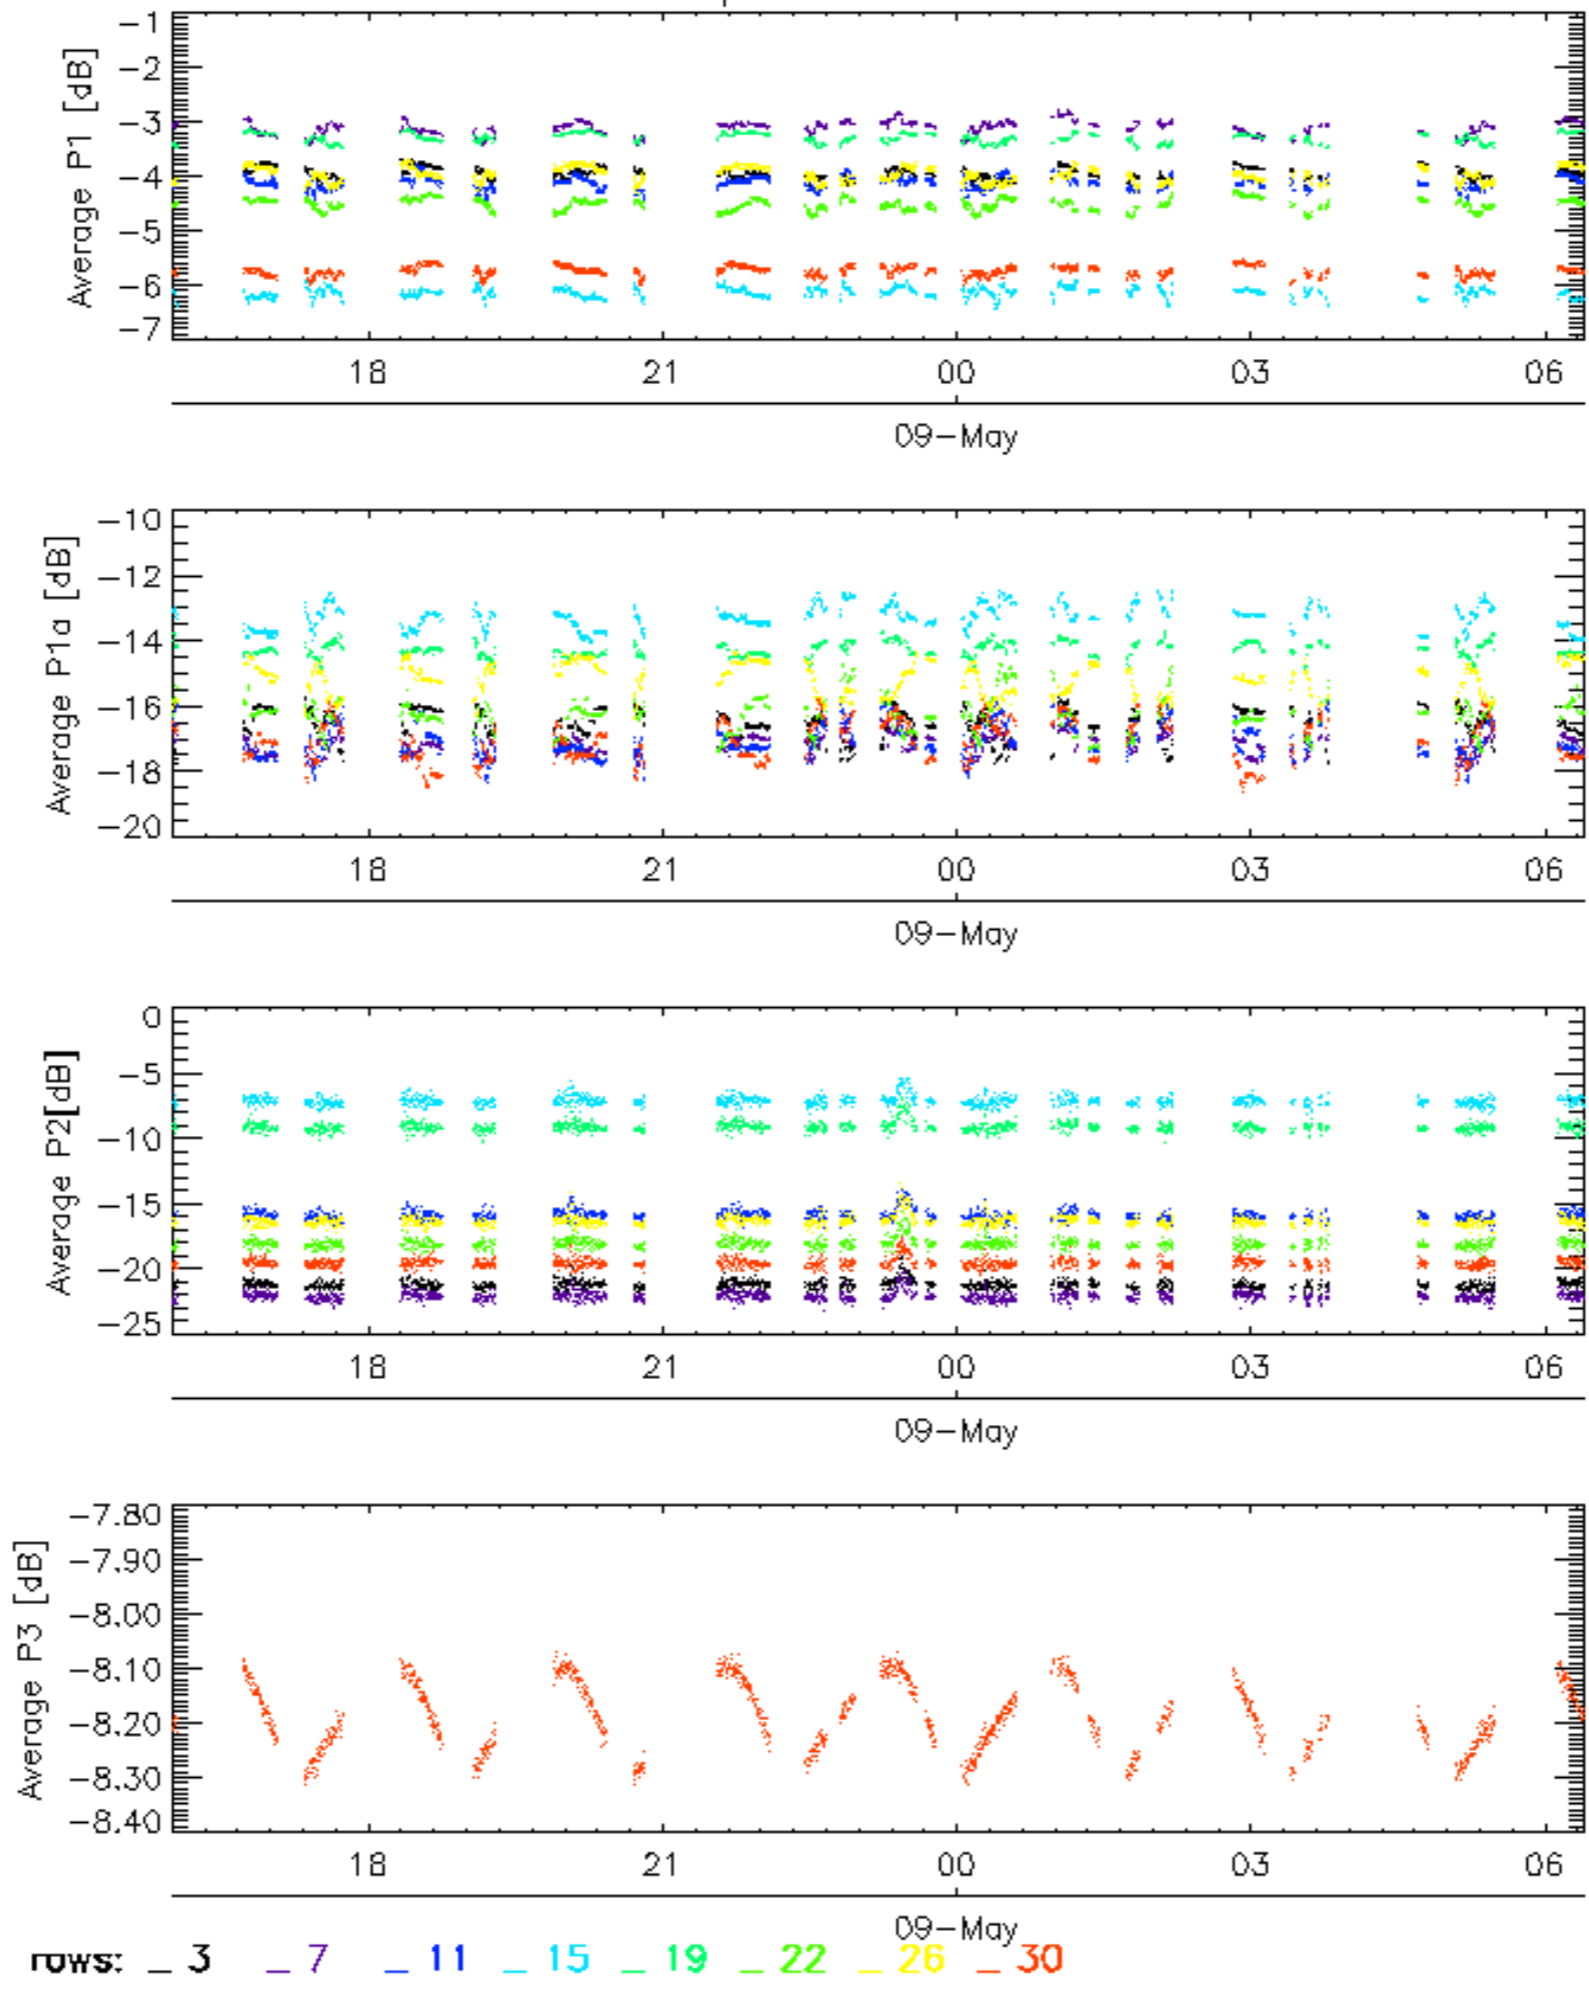 Average P1 [dB]
-1
-2
-3
-4
-5
-6
-7
18 21 00 03 06
09-May
Average P1a [dB]
-10
-12
-14
-16
-18
-20
18 21 00 03 06
09-May
Average P2[dB]
0
-5
-10
-15
-20
-25
18 21 00 03 06
09-May
Average P3 [dB]
-7.80
-7.90
-8.00
-8.10
-8.20
-8.30
-8.40
18 21 00 03 06
09-May
rows: _ 3 _ 7 _ 11 _ 15 _ 19 _ 22 _ 26 _ 30